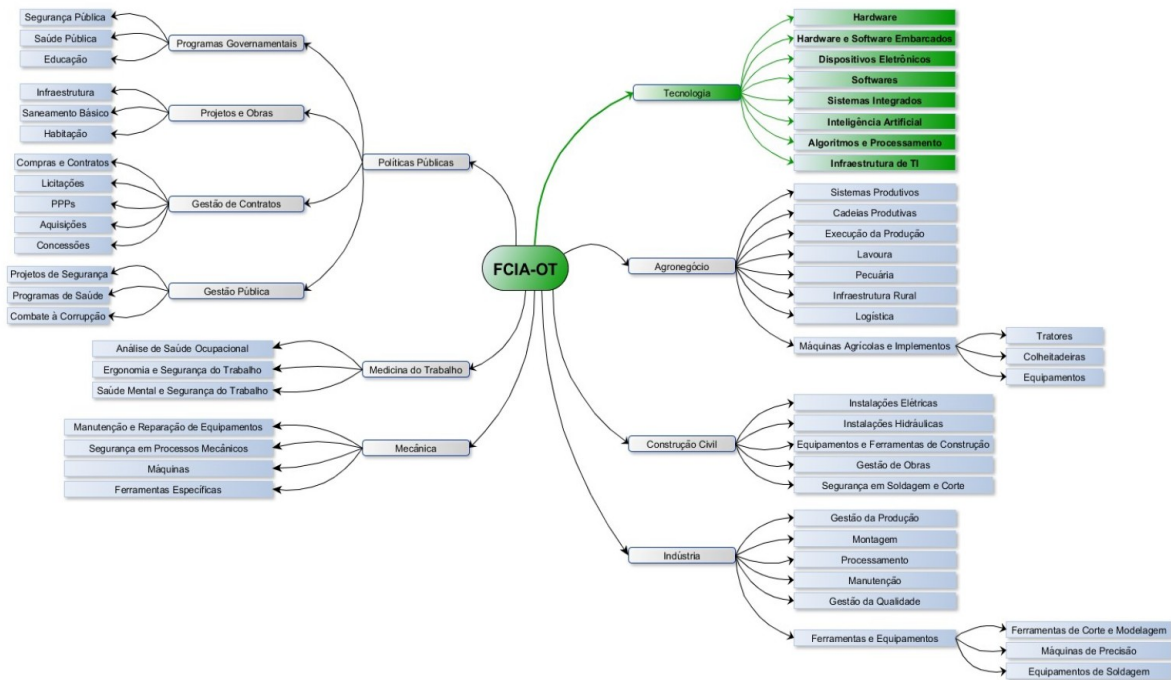 FCIA-OT
Políticas Públicas
Programas Governamentais
Segurança Pública
Saúde Pública
Educação
Projetos e Obras
Infraestrutura
Saneamento Básico
Habitação
Gestão de Contratos
Compras e Contratos
Licitações
PPPs
Aquisições
Concessões
Gestão Pública
Projetos de Segurança
Programas de Saúde
Combate à Corrupção
Medicina do Trabalho
Análise de Saúde Ocupacional
Ergonomia e Segurança do Trabalho
Saúde Mental e Segurança do Trabalho
Mecânica
Manutenção e Reparação de Equipamentos
Segurança em Processos Mecânicos
Máquinas
Ferramentas Específicas
Tecnologia
Hardware
Hardware e Software Embarcados
Dispositivos Eletrônicos
Softwares
Sistemas Integrados
Inteligência Artificial
Algoritmos e Processamento
Infraestrutura de TI
Agronegócio
Sistemas Produtivos
Cadeias Produtivas
Execução da Produção
Lavoura
Pecuária
Infraestrutura Rural
Logística
Máquinas Agrícolas e Implementos
Tratores
Colheitadeiras
Equipamentos
Construção Civil
Instalações Elétricas
Instalações Hidráulicas
Equipamentos e Ferramentas de Construção
Gestão de Obras
Segurança em Soldagem e Corte
Indústria
Gestão da Produção
Montagem
Processamento
Manutenção
Gestão da Qualidade
Ferramentas e Equipamentos
Ferramentas de Corte e Modelagem
Máquinas de Precisão
Equipamentos de Soldagem